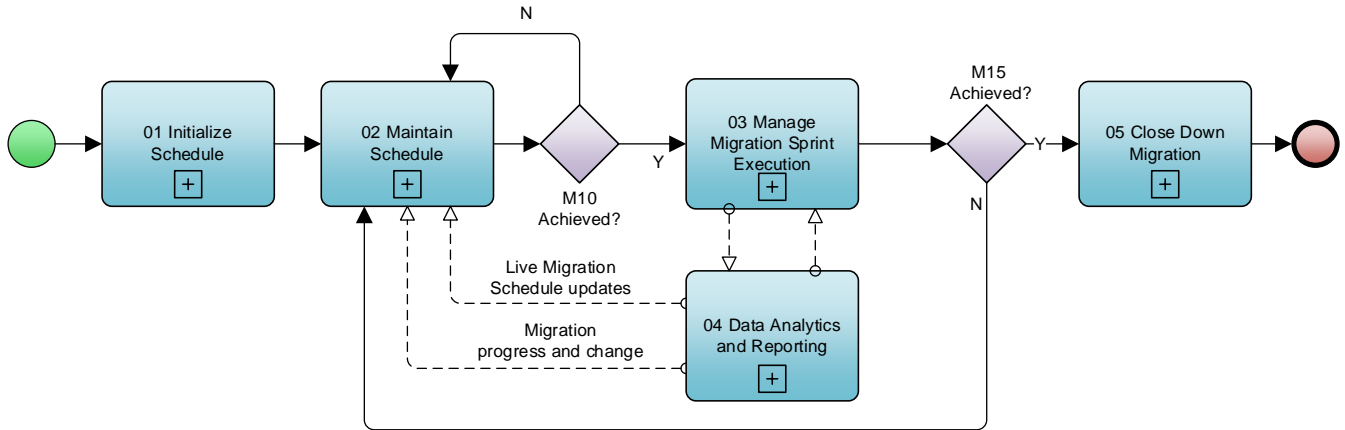 N
M15
Achieved?
01 Initialize
Schedule
02 Maintain
Schedule
03 Manage
Migration Sprint
Execution
05 Close Down
Migration
Y
Y
M10
Achieved?
N
Live Migration
Schedule updates
04 Data Analytics
and Reporting
Migration
progress and change